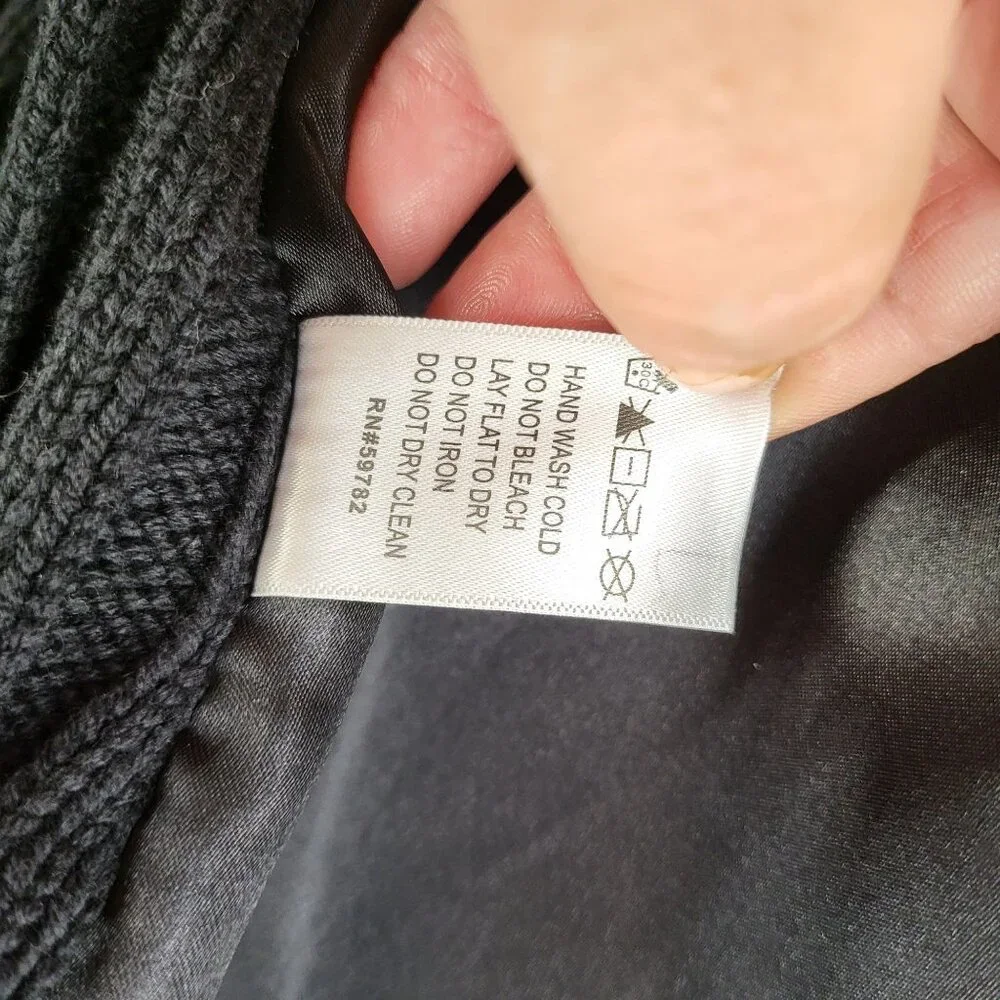 30C
HAND WASH COLD
DO NOT BLEACH
LAY FLAT TO DRY
DO NOT IRON
DO NOT DRY CLEAN
RN#59782